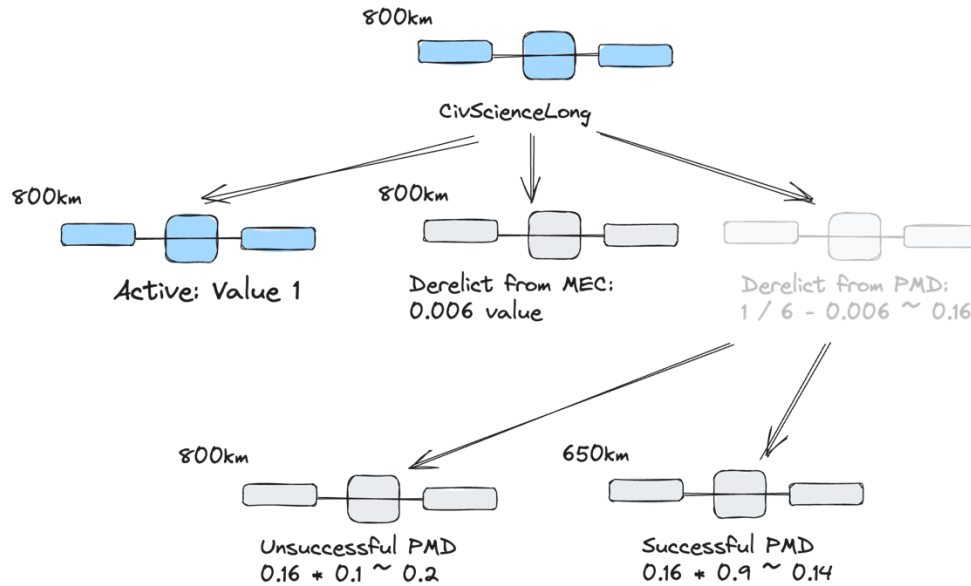 800km
CivScienceLong
800km
800km
Active: Value 1
Derelict from MEC:
0.006 value
Derelict from PMD:
1 / 6 - 0.006 ~ 0.16
800km
650km
Unsuccessful PMD
0.16 * 0.1 ~ 0.2
Successful PMD
0.16 * 0.9 ~ 0.14